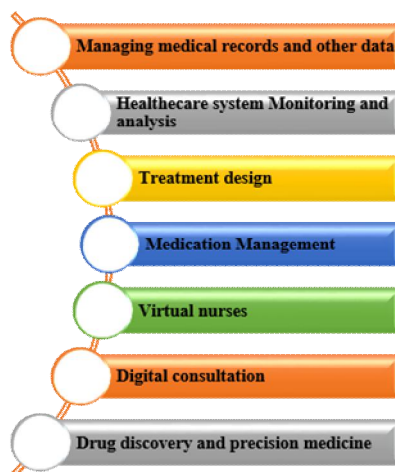 Managing medical records and other data
Healthecare system Monitoring and
analysis
Treatment design
Medication Management
Virtual nurses
Digital consultation
Drug discovery and precision medicine